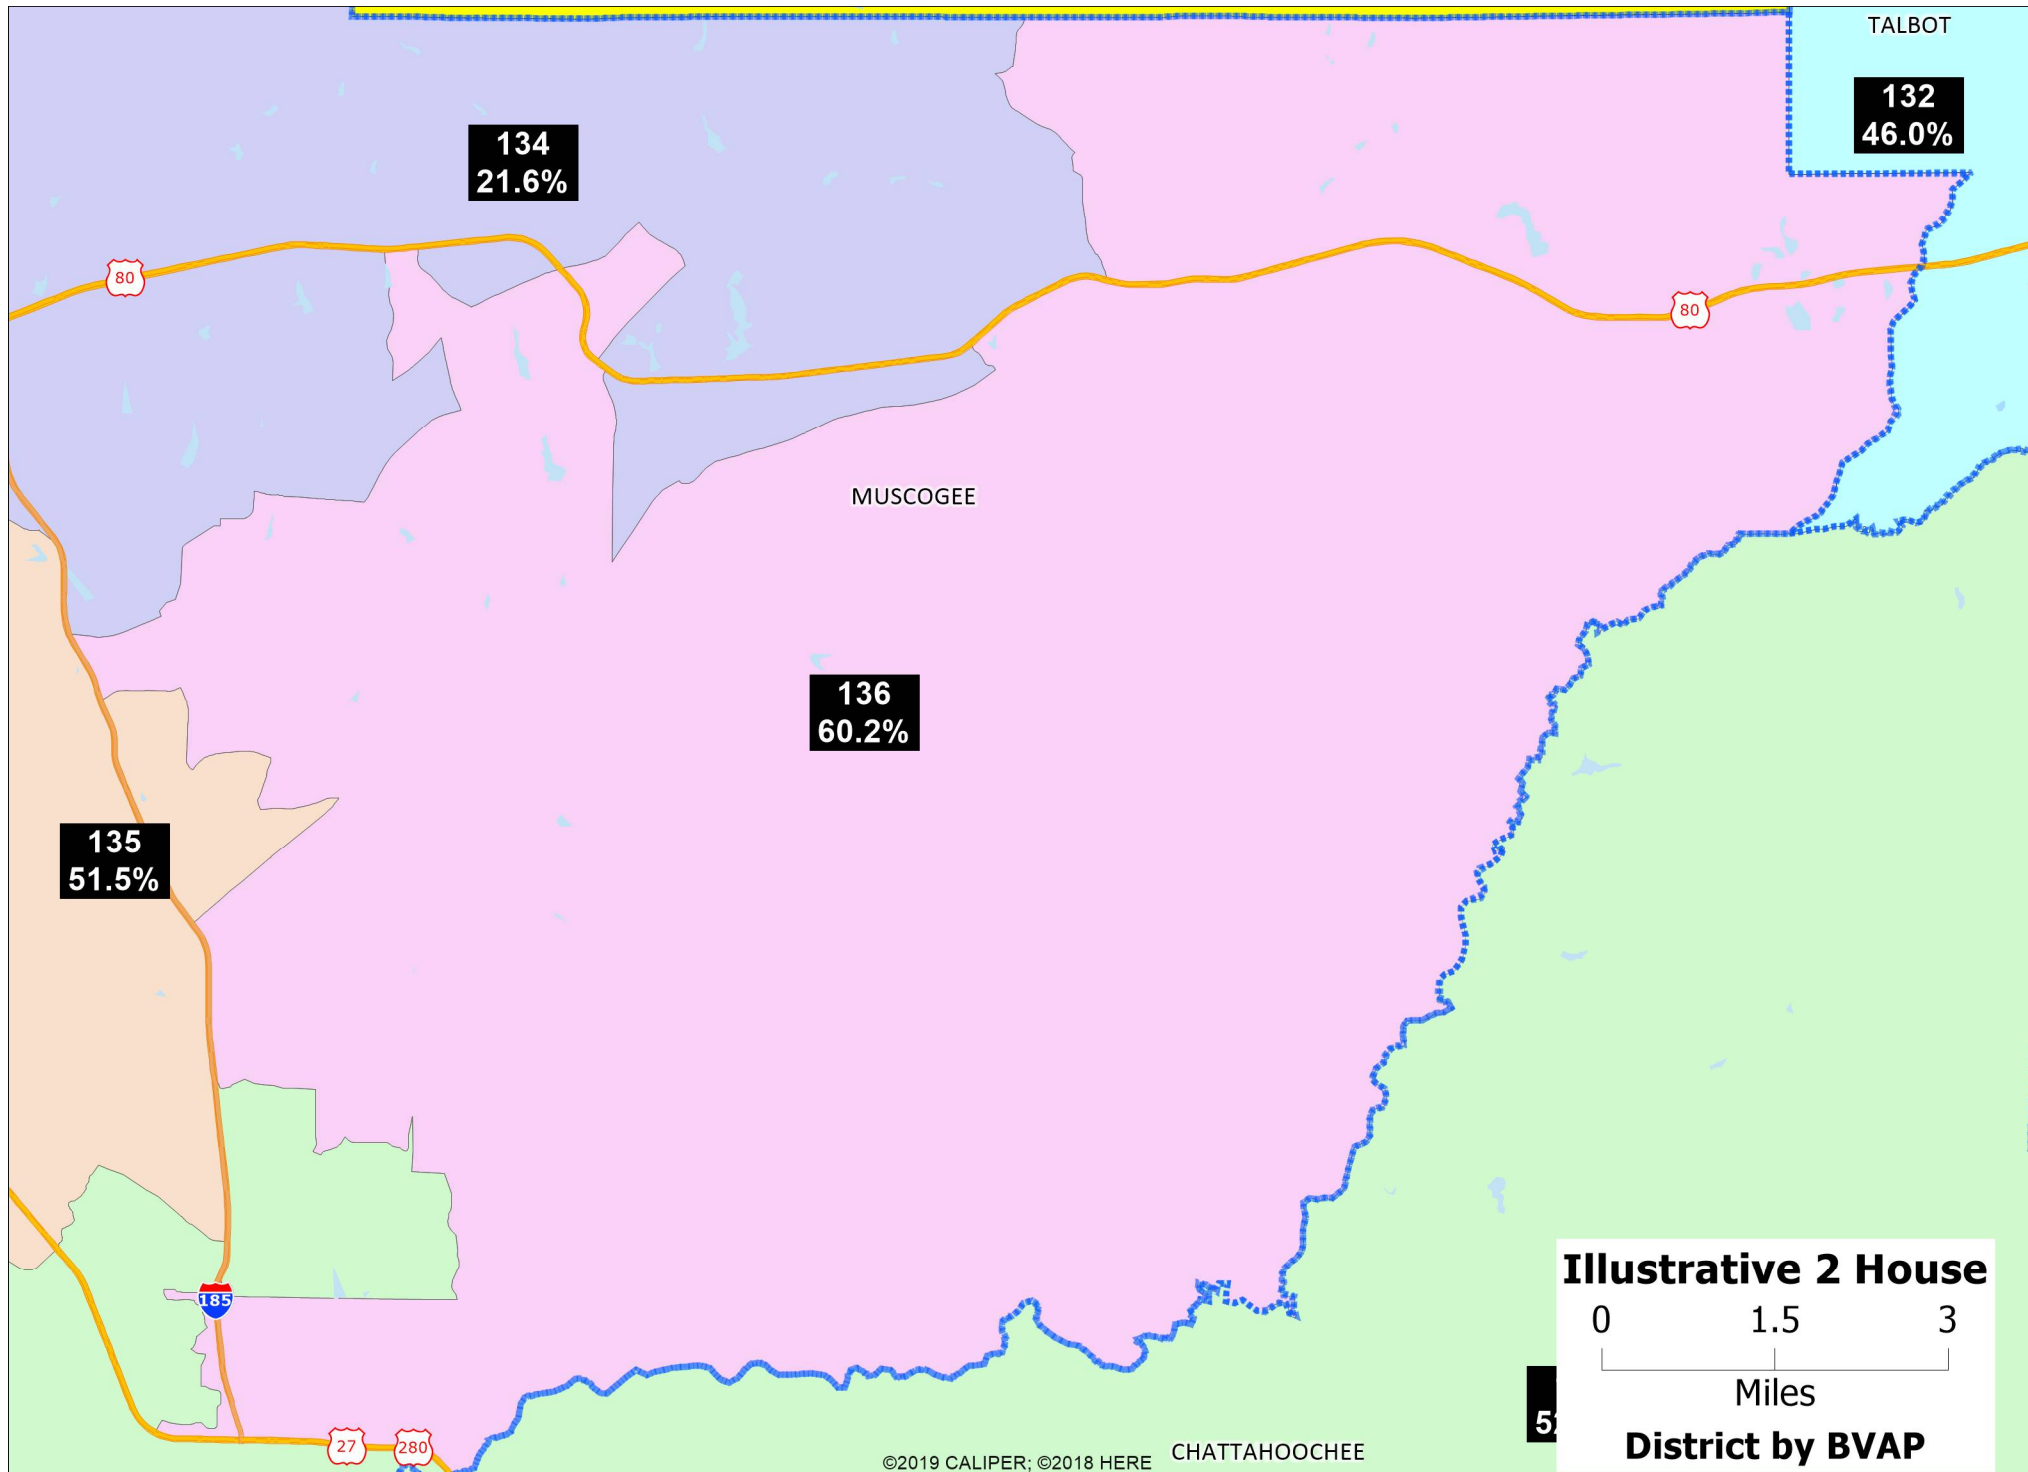 TALBOT
132
46.0%
134
21.6%
80
80
MUSCOGEE
136
60.2%
135
51.5%
185
27
280
©2019 CALIPER; ©2018 HERE
CHATTAHOOCHEE
Illustrative 2 House
0 1.5 3
Miles
District by BVAP